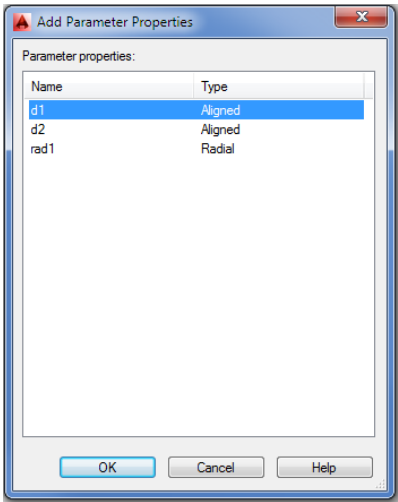 Add Parameter Properties
Parameter properties:
Name Type
d1 Aligned
d2 Aligned
rad1 Radial
OK Cancel Help